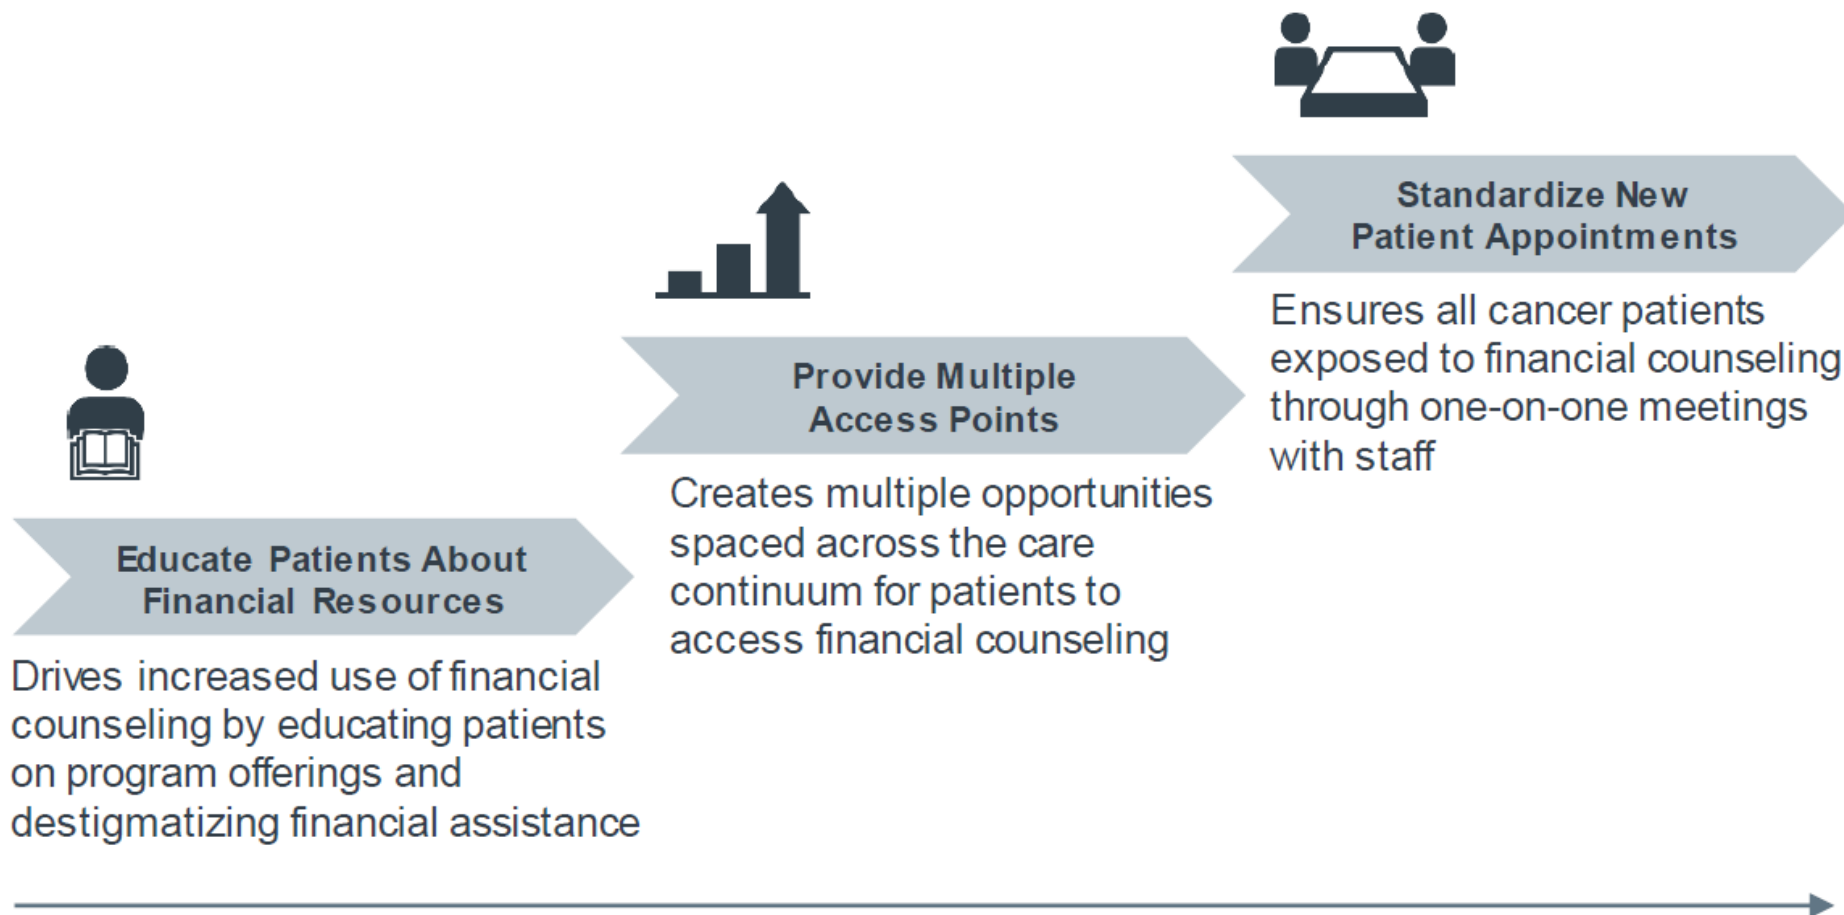 Standardize New
Patient Appointments
Ensures all cancer patients
exposed to financial counseling
through one-on-one meetings
with staff
Provide Multiple
Access Points
Creates multiple opportunities
spaced across the care
continuum for patients to
access financial counseling
Educate Patients About
Financial Resources
Drives increased use of financial
counseling by educating patients
on program offerings and
destigmatizing financial assistance